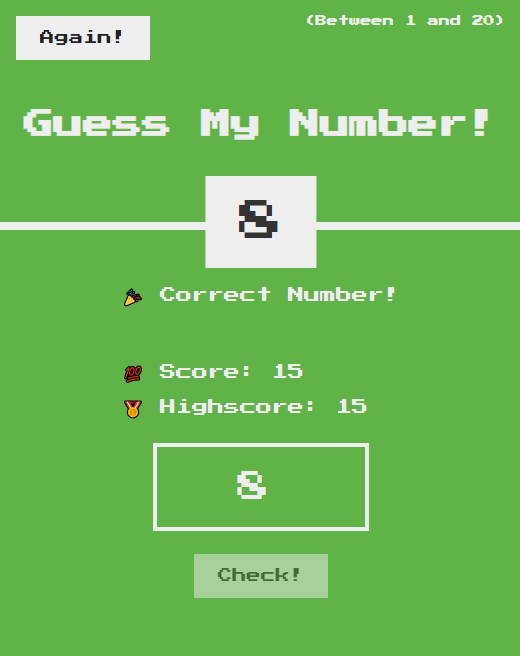 Again!
(Between 1 and 20)
Guess My Number!
8
🎉 Correct Number!
💯 Score: 15
🥇 Highscore: 15
8
Check!